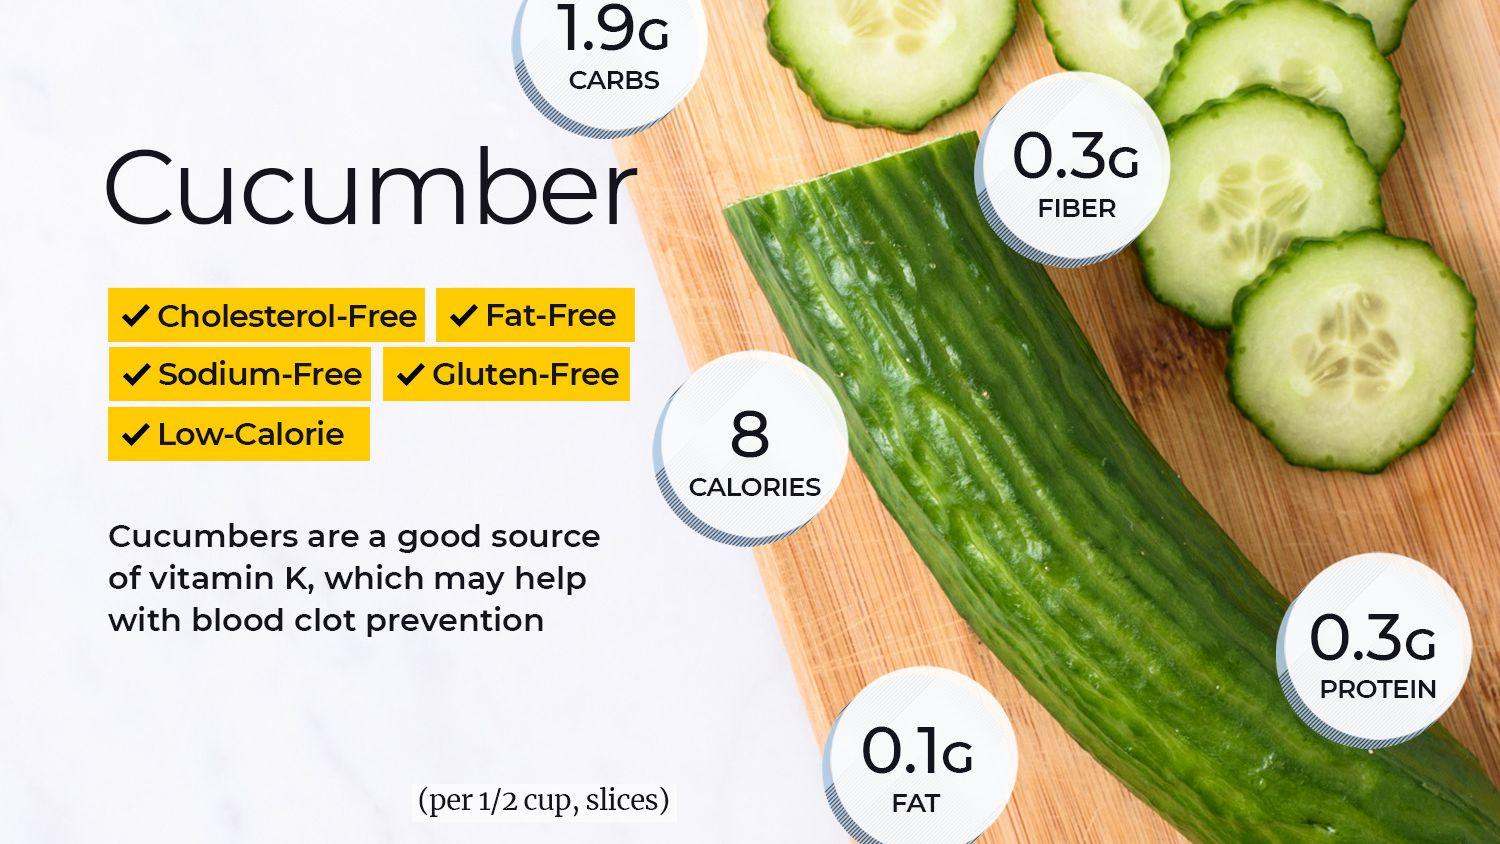 1.9G
CARBS
Cucumber
0.3G
FIBER
✓ Cholesterol-Free ✓ Fat-Free
✓ Sodium-Free ✓ Gluten-Free
✓ Low-Calorie
8
CALORIES
Cucumbers are a good source
of vitamin K, which may help
with blood clot prevention
0.3G
PROTEIN
0.1G
FAT
(per 1/2 cup, slices)